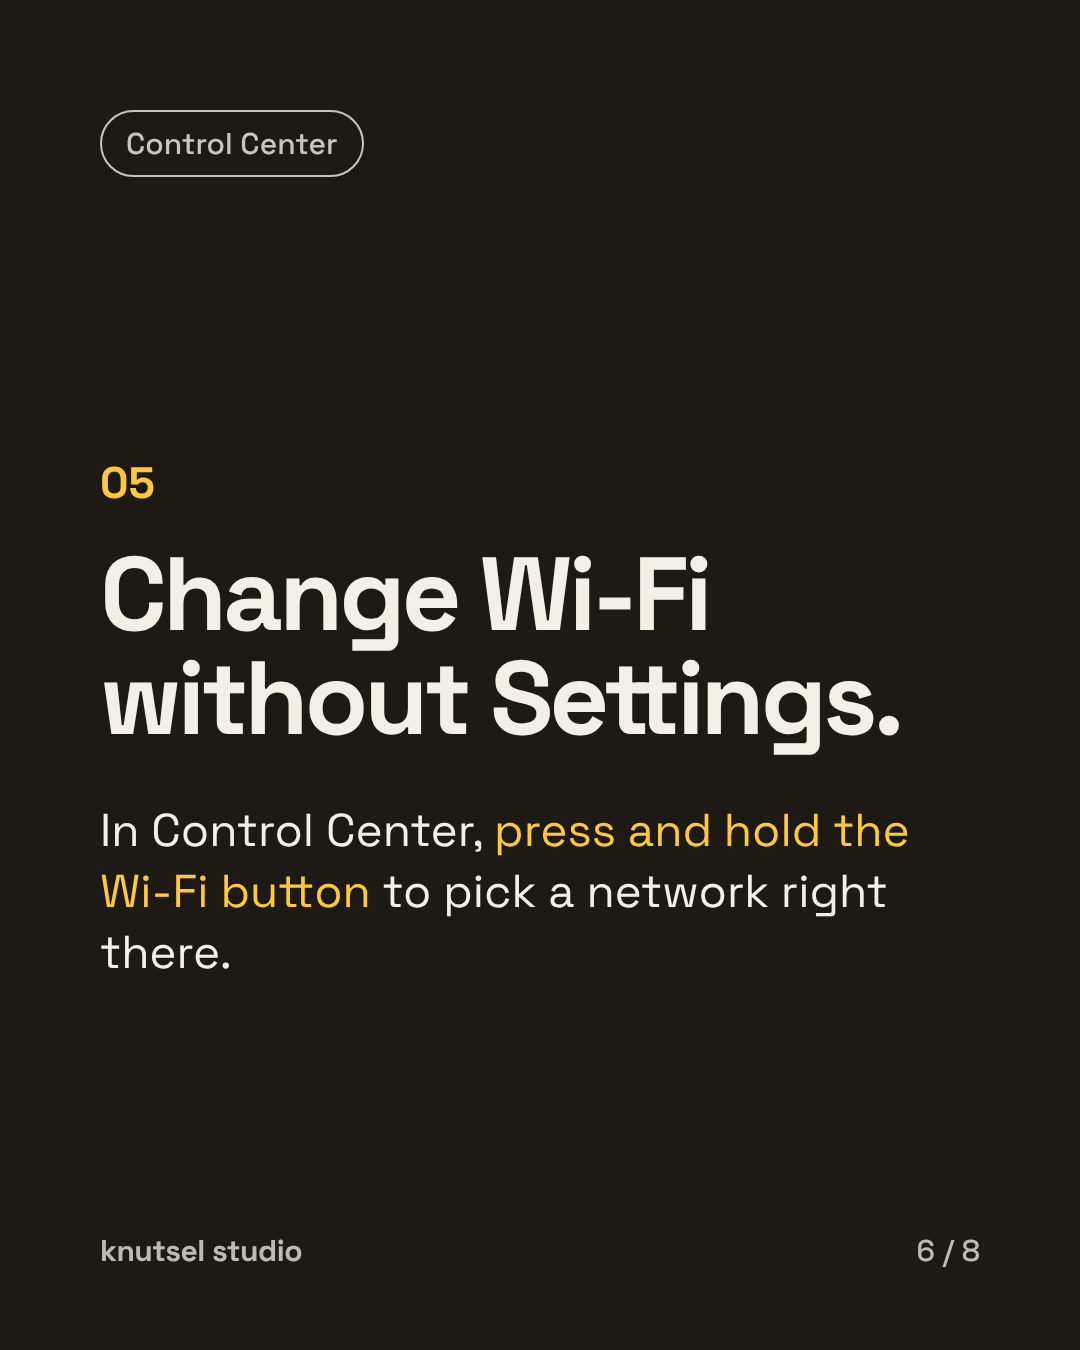 Control Center
05
Change Wi-Fi
without Settings.
In Control Center, press and hold the
Wi-Fi button to pick a network right
there.
knutsel studio
6 / 8